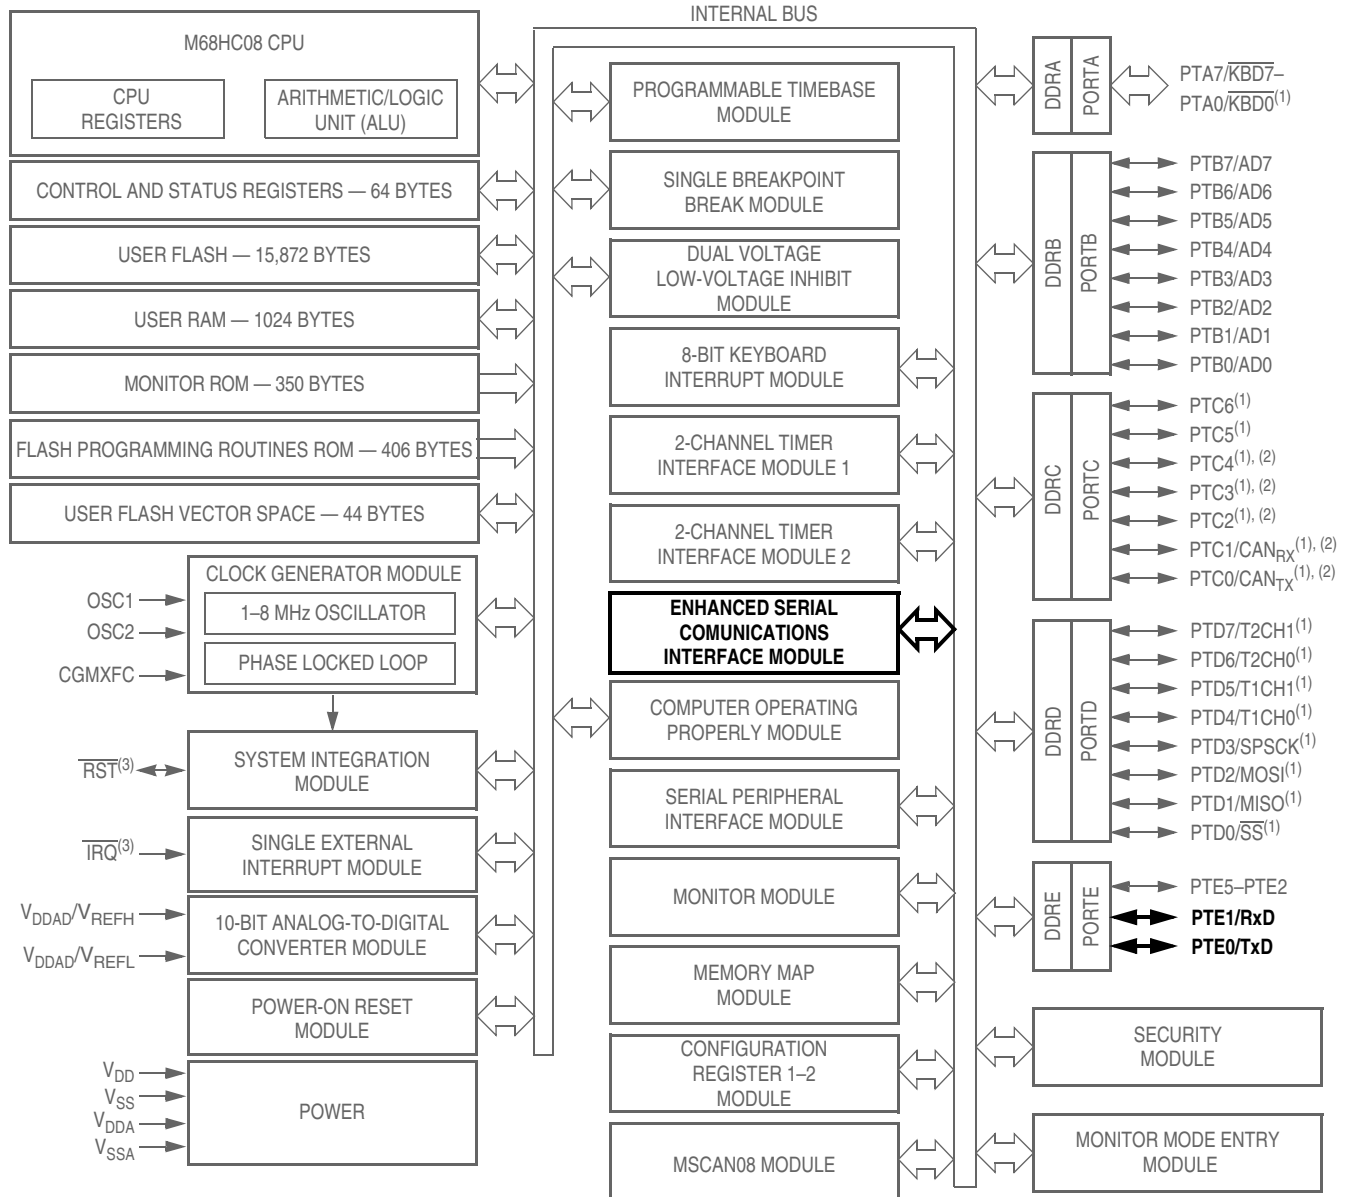 INTERNAL BUS
M68HC08 CPU
CPU
REGISTERS
ARITHMETIC/LOGIC
UNIT (ALU)
CONTROL AND STATUS REGISTERS — 64 BYTES
USER FLASH — 15,872 BYTES
USER RAM — 1024 BYTES
MONITOR ROM — 350 BYTES
FLASH PROGRAMMING ROUTINES ROM — 406 BYTES
USER FLASH VECTOR SPACE — 44 BYTES
CLOCK GENERATOR MODULE
1–8 MHz OSCILLATOR
PHASE LOCKED LOOP
OSC1
OSC2
CGMXFC
SYSTEM INTEGRATION
MODULE
RST(3)
SINGLE EXTERNAL
INTERRUPT MODULE
IRQ(3)
10-BIT ANALOG-TO-DIGITAL
CONVERTER MODULE
VDDAD/VREFH
VDDAD/VREFL
POWER-ON RESET
MODULE
POWER
VDD
VSS
VDDA
VSSA
PROGRAMMABLE TIMEBASE
MODULE
SINGLE BREAKPOINT
BREAK MODULE
DUAL VOLTAGE
LOW-VOLTAGE INHIBIT
MODULE
8-BIT KEYBOARD
INTERRUPT MODULE
2-CHANNEL TIMER
INTERFACE MODULE 1
2-CHANNEL TIMER
INTERFACE MODULE 2
ENHANCED SERIAL
COMUNICATIONS
INTERFACE MODULE
COMPUTER OPERATING
PROPERLY MODULE
SERIAL PERIPHERAL
INTERFACE MODULE
MONITOR MODULE
MEMORY MAP
MODULE
CONFIGURATION
REGISTER 1–2
MODULE
MSCAN08 MODULE
DDRA
PORTA
PTA7/KBD7–
PTA0/KBD0(1)
DDRB
PORTB
PTB7/AD7
PTB6/AD6
PTB5/AD5
PTB4/AD4
PTB3/AD3
PTB2/AD2
PTB1/AD1
PTB0/AD0
DDRC
PORTC
PTC6(1)
PTC5(1)
PTC4(1), (2)
PTC3(1), (2)
PTC2(1), (2)
PTC1/CANRX(1), (2)
PTC0/CANTX(1), (2)
DDRD
PORTD
PTD7/T2CH1(1)
PTD6/T2CH0(1)
PTD5/T1CH1(1)
PTD4/T1CH0(1)
PTD3/SPSCK(1)
PTD2/MOSI(1)
PTD1/MISO(1)
PTD0/SS(1)
DDRE
PORTE
PTE5–PTE2
PTE1/RxD
PTE0/TxD
SECURITY
MODULE
MONITOR MODE ENTRY
MODULE